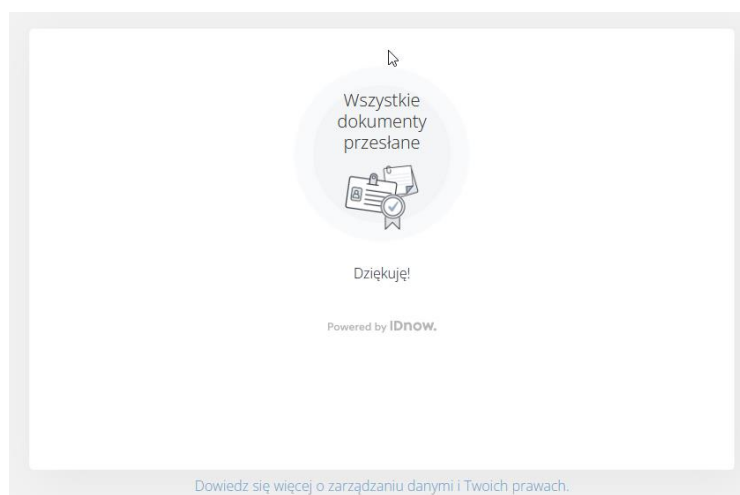 Wszystkie
dokumenty
przesłane
Dziękuję!
Powered by IDnow.
Dowiedz się więcej o zarządzaniu danymi i Twoich prawach.